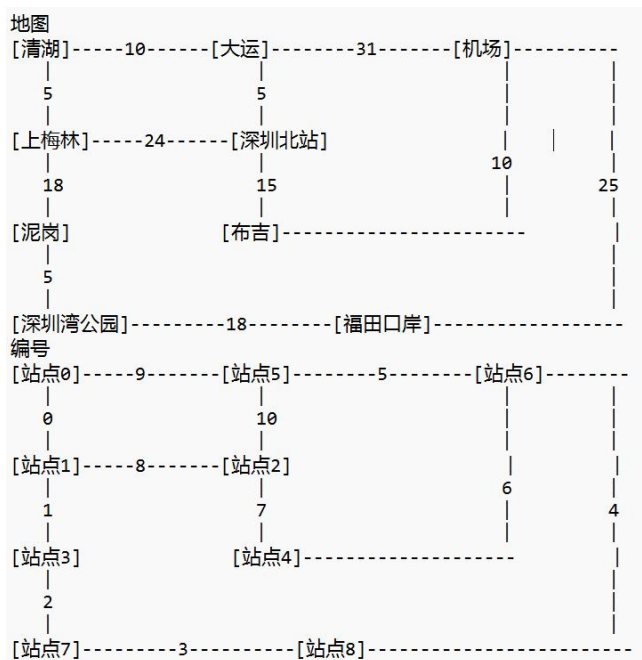 地图
[清湖]-----10------[大运]--------31-------[机场]----------
| | | |
5 5 | |
| | | |
[上梅林]-----24------[深圳北站] | | |
| | 10 |
18 15 | 25
| | | |
[泥岗] [布吉]----------------------- |
| |
5 |
| |
[深圳湾公园]---------18--------[福田口岸]------------------
编号
[站点0]-----9-------[站点5]--------5--------[站点6]--------
| | | |
0 10 | |
| | | |
[站点1]-----8-------[站点2] | |
| | 6 |
1 7 | 4
| | | |
[站点3] [站点4]-------------------- |
| |
2 |
| |
[站点7]---------3----------[站点8]-------------------------